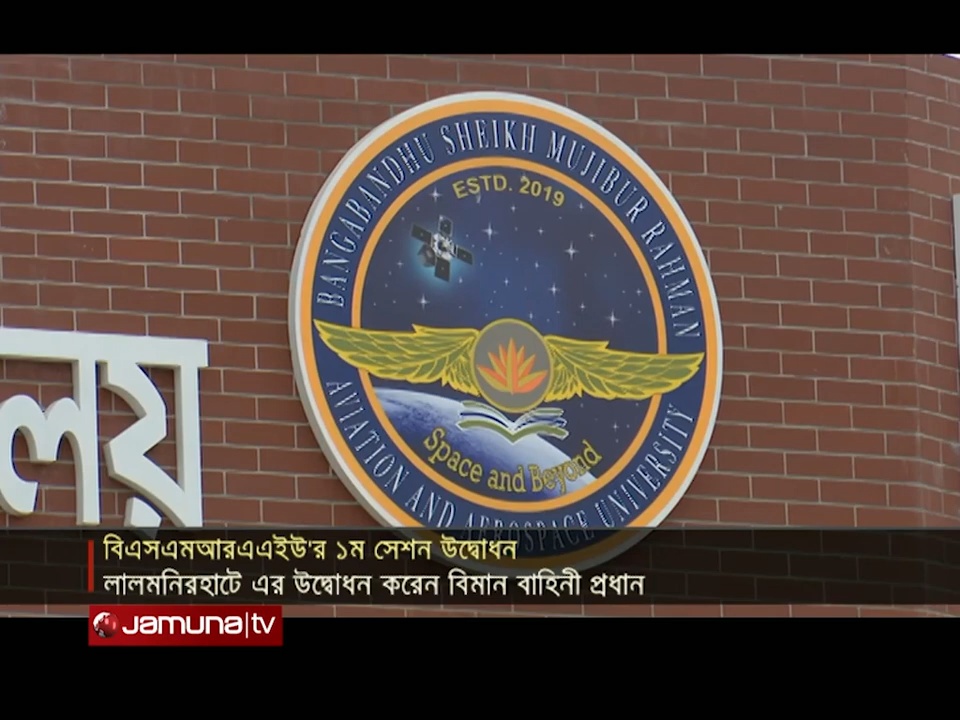 BANGABANDHU SHEIKH MUJIBUR RAHMAN
ESTD. 2019
Space and Beyond
AVIATION AND AEROSPACE UNIVERSITY
লয়
বিএসএমআরএএইউ'র ১ম সেশন উদ্বোধন
লালমনিরহাটে এর উদ্বোধন করেন বিমান বাহিনী প্রধান
Jamuna|tv